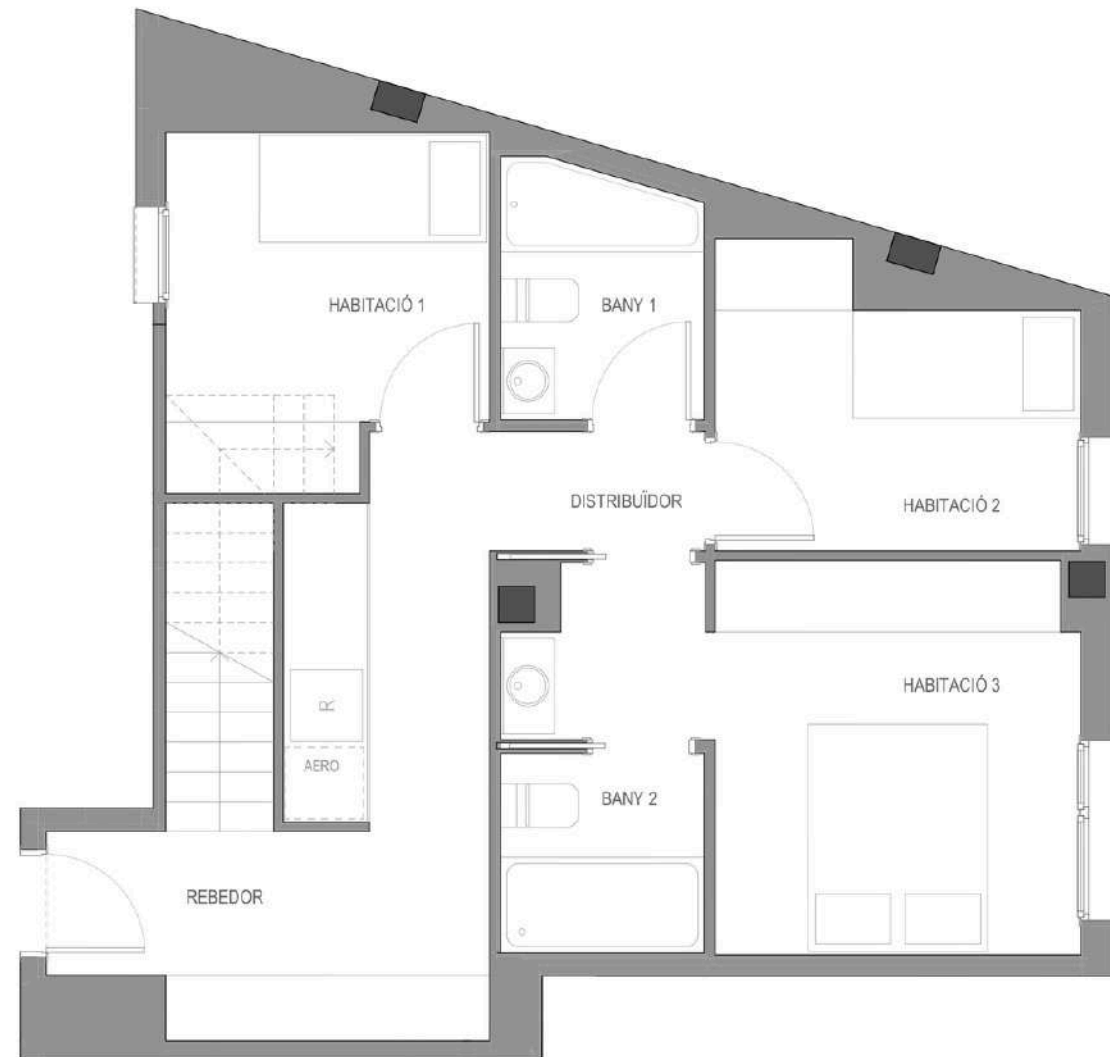 HABITACIÓ 1
BANY 1
DISTRIBUÏDOR
HABITACIÓ 2
HABITACIÓ 3
R
AERO
BANY 2
REBEDOR